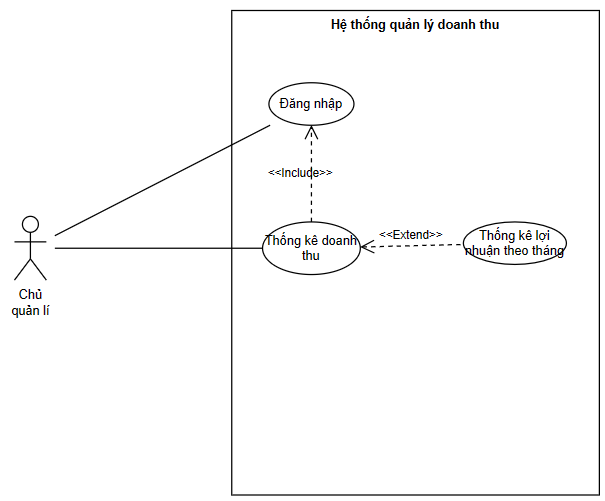 Hệ thống quản lý doanh thu
Đăng nhập
<<Include>>
Thống kê doanh
thu
<<Extend>>
Thống kê lợi
nhuận theo tháng
Chủ
quản lí